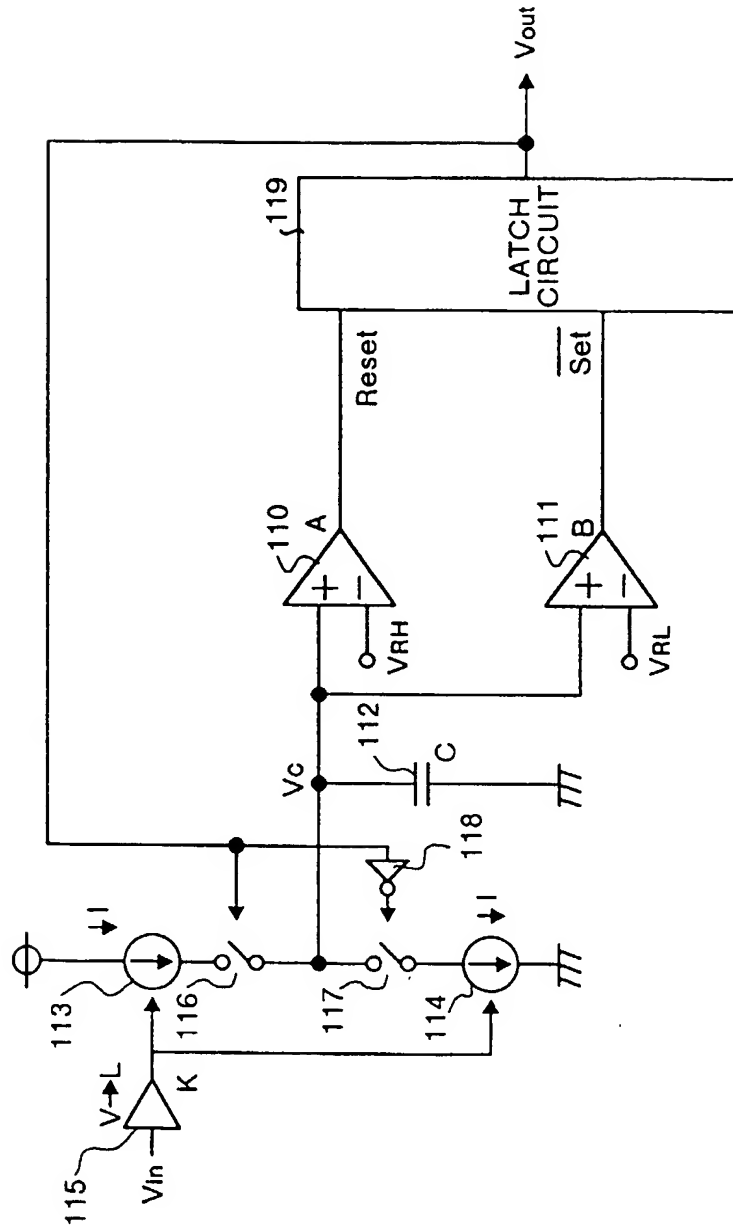 Vout
119
LATCH
CIRCUIT
Reset
Set
110
A
+
−
VRH
111
B
+
−
VRL
112
C
Vc
118
I
113
116
117
114
I
V→L
115
K
Vin